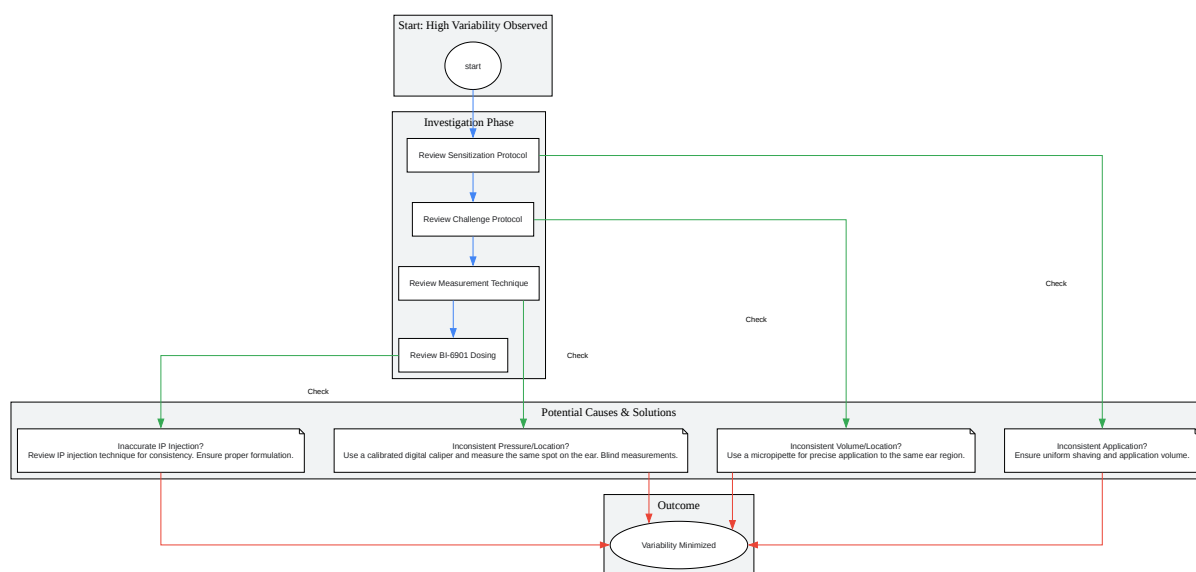 Start: High Variability Observed
start
Investigation Phase
Review Sensitization Protocol
Review Challenge Protocol
Review Measurement Technique
Review BI-6901 Dosing
Check
Check
Check
Check
Potential Causes & Solutions
Inaccurate IP Injection?
Review IP injection technique for consistency. Ensure proper formulation.
Inconsistent Pressure/Location?
Use a calibrated digital caliper and measure the same spot on the ear. Blind measurements.
Inconsistent Volume/Location?
Use a micropipette for precise application to the same ear region.
Inconsistent Application?
Ensure uniform shaving and application volume.
Outcome
Variability Minimized